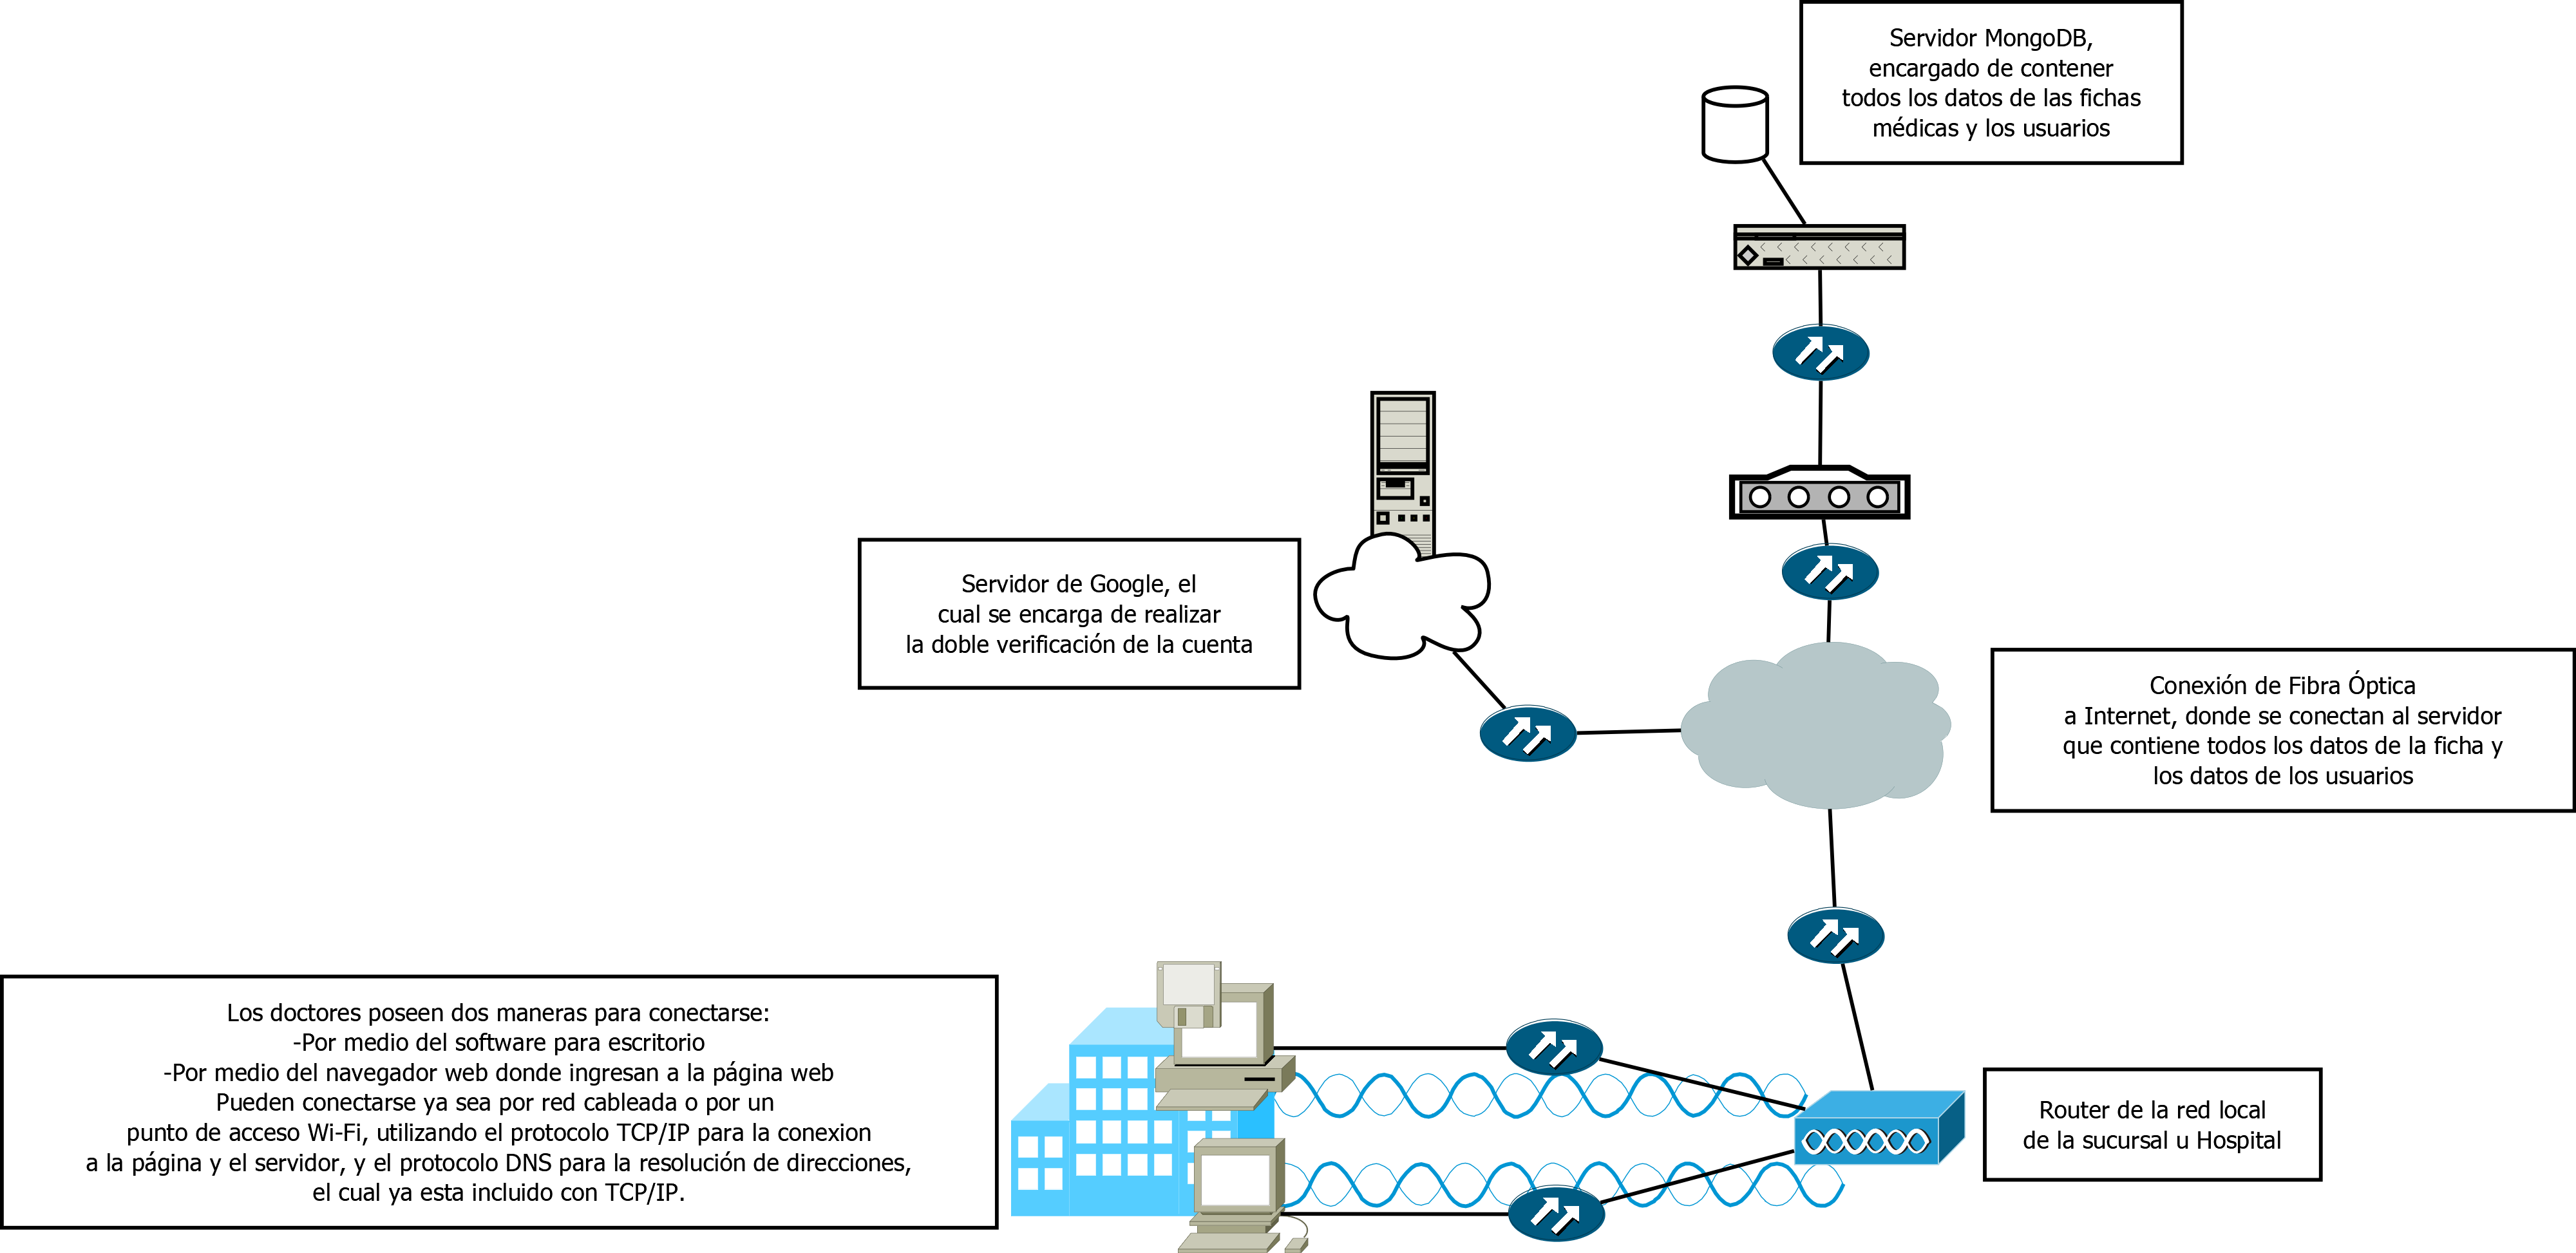 Servidor MongoDB,
encargado de contener
todos los datos de las fichas
médicas y los usuarios
Servidor de Google, el
cual se encarga de realizar
la doble verificación de la cuenta
Conexión de Fibra Óptica
a Internet, donde se conectan al servidor
que contiene todos los datos de la ficha y
los datos de los usuarios
Los doctores poseen dos maneras para conectarse:
-Por medio del software para escritorio
-Por medio del navegador web donde ingresan a la página web
Pueden conectarse ya sea por red cableada o por un
punto de acceso Wi-Fi, utilizando el protocolo TCP/IP para la conexion
a la página y el servidor, y el protocolo DNS para la resolución de direcciones,
el cual ya esta incluido con TCP/IP.
Router de la red local
de la sucursal u Hospital